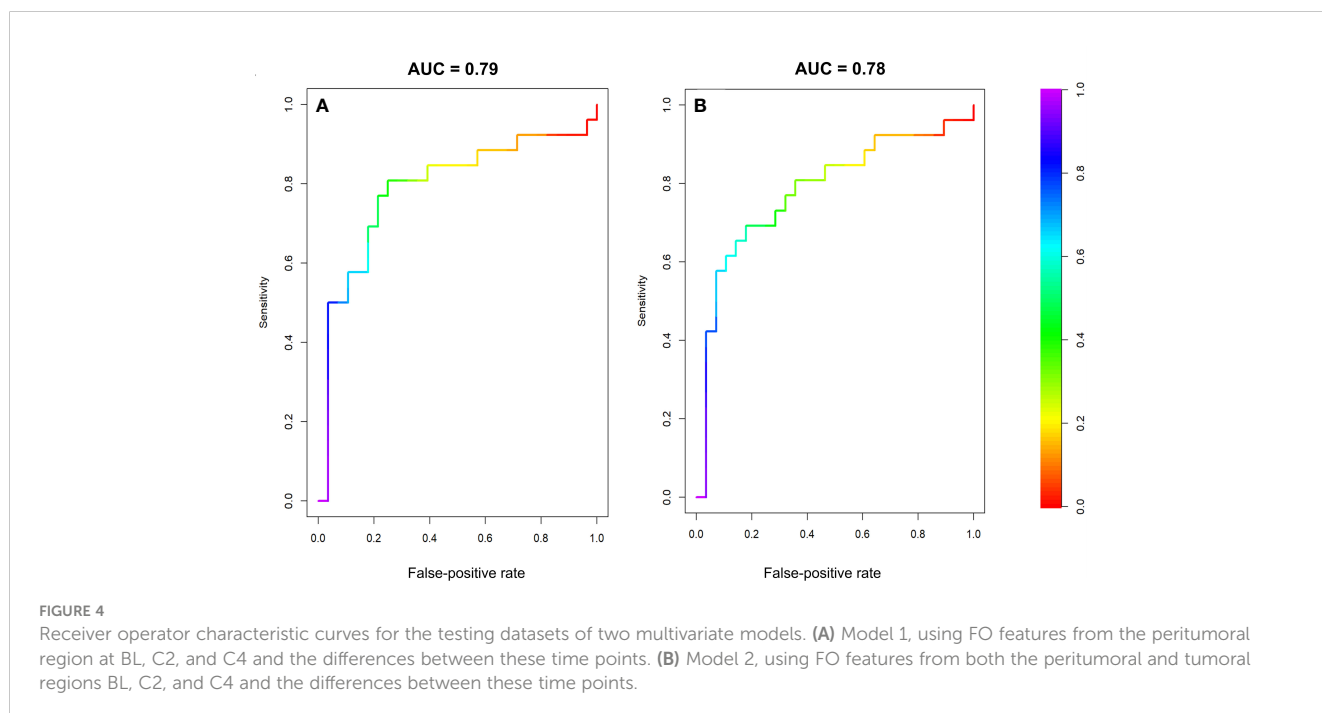 AUC = 0.79
A
1.0
0.8
0.6
0.4
0.2
0.0
Sensitivity
0.0 0.2 0.4 0.6 0.8 1.0
False-positive rate
AUC = 0.78
B
1.0
0.8
0.6
0.4
0.2
0.0
Sensitivity
0.0 0.2 0.4 0.6 0.8 1.0
False-positive rate
1.0
0.8
0.6
0.4
0.2
0.0
FIGURE 4
Receiver operator characteristic curves for the testing datasets of two multivariate models. (A) Model 1, using FO features from the peritumoral
region at BL, C2, and C4 and the differences between these time points. (B) Model 2, using FO features from both the peritumoral and tumoral
regions BL, C2, and C4 and the differences between these time points.